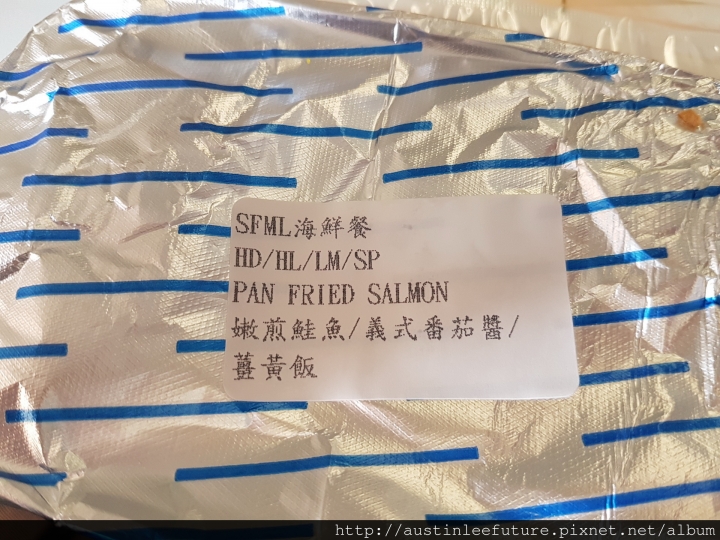 SFML海鮮餐
HD/HL/LM/SP
PAN FRIED SALMON
嫩煎鮭魚/義式番茄醬/
薑黃飯
http://austinleefuture.pixnet.net/album